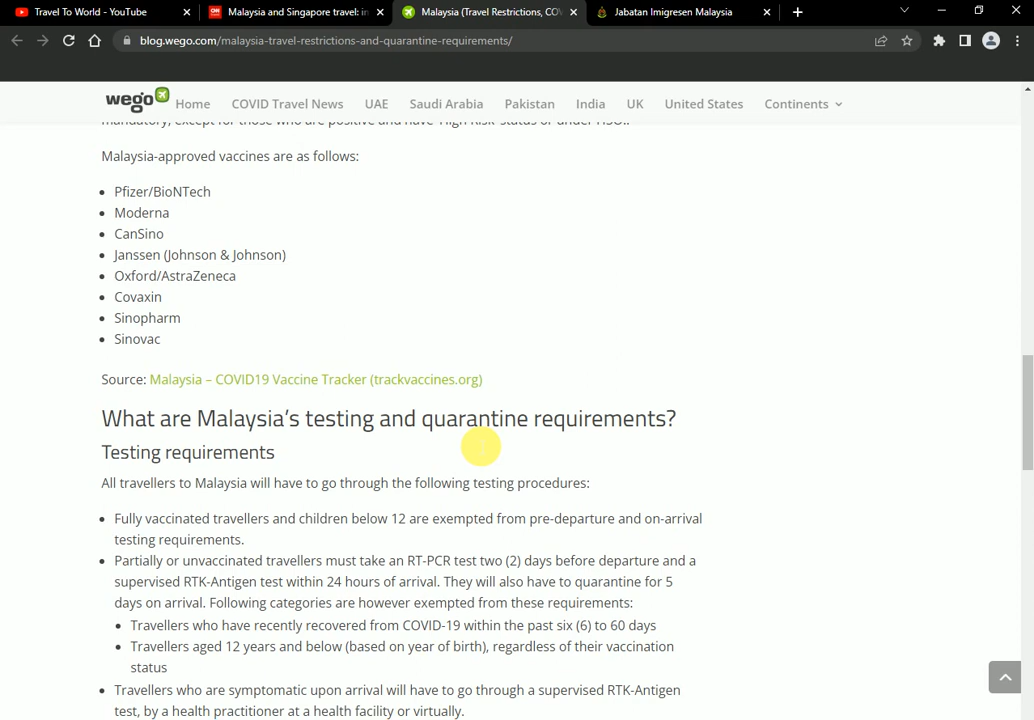 Travel To World - YouTube
Malaysia and Singapore travel: in
Malaysia (Travel Restrictions, COV
Jabatan Imigresen Malaysia
blog.wego.com/malaysia-travel-restrictions-and-quarantine-requirements/
wego
Home COVID Travel News UAE Saudi Arabia Pakistan India UK United States Continents
mandatory, except for those who are positive and have 'High Risk' status or under HSO..
Malaysia-approved vaccines are as follows:
• Pfizer/BioNTech
• Moderna
• CanSino
• Janssen (Johnson & Johnson)
• Oxford/AstraZeneca
• Covaxin
• Sinopharm
• Sinovac
Source: Malaysia – COVID19 Vaccine Tracker (trackvaccines.org)
What are Malaysia's testing and quarantine requirements?
Testing requirements
All travellers to Malaysia will have to go through the following testing procedures:
• Fully vaccinated travellers and children below 12 are exempted from pre-departure and on-arrival
testing requirements.
• Partially or unvaccinated travellers must take an RT-PCR test two (2) days before departure and a
supervised RTK-Antigen test within 24 hours of arrival. They will also have to quarantine for 5
days on arrival. Following categories are however exempted from these requirements:
• Travellers who have recently recovered from COVID-19 within the past six (6) to 60 days
• Travellers aged 12 years and below (based on year of birth), regardless of their vaccination
status
• Travellers who are symptomatic upon arrival will have to go through a supervised RTK-Antigen
test, by a health practitioner at a health facility or virtually.